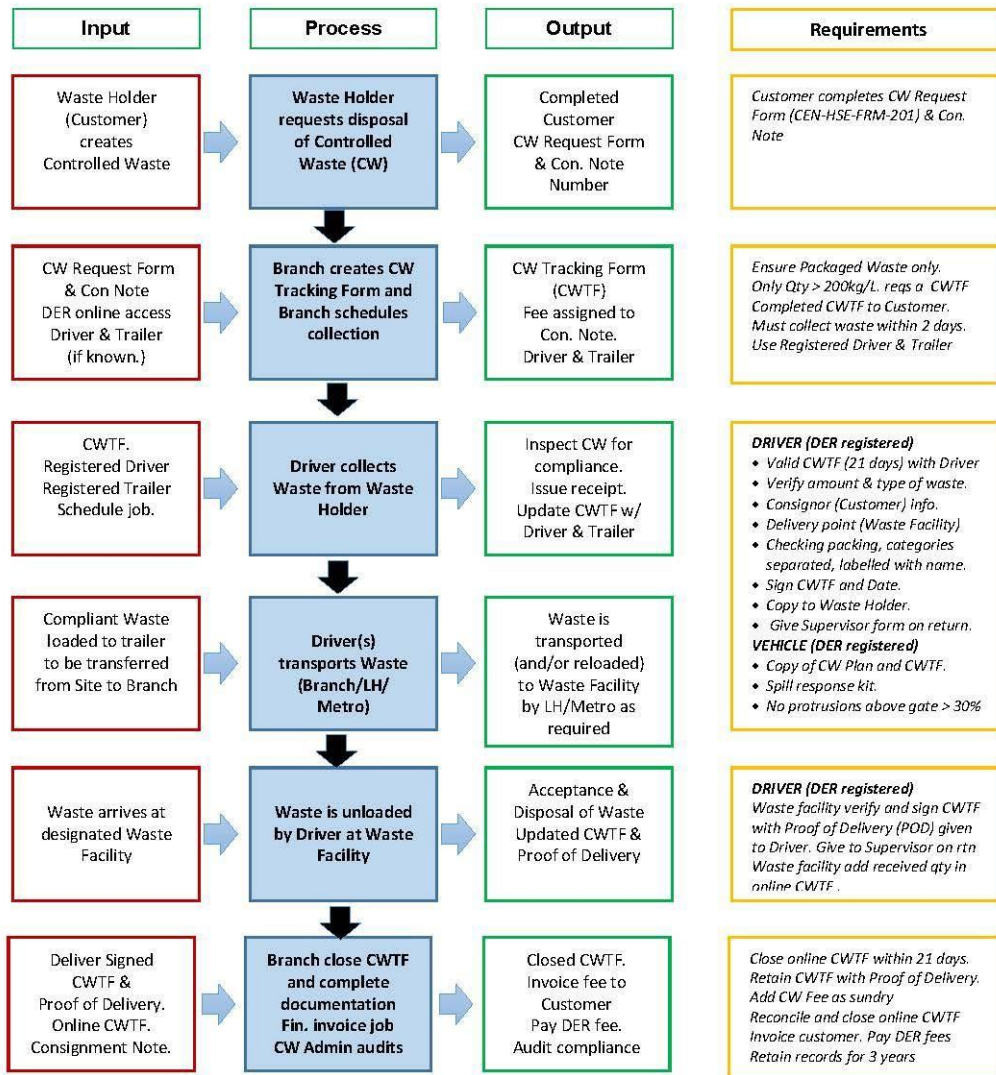 Input
Process
Output
Requirements
Waste Holder
(Customer)
creates
Controlled Waste
Waste Holder
requests disposal
of Controlled
Waste (CW)
Completed
Customer
CW Request Form
& Con. Note
Number
Customer completes CW Request
Form (CEN-HSE-FRM-201) & Con.
Note
CW Request Form
& Con Note
DER online access
Driver & Trailer
(if known.)
Branch creates CW
Tracking Form and
Branch schedules
collection
CW Tracking Form
(CWTF)
Fee assigned to
Con. Note.
Driver & Trailer
Ensure Packaged Waste only.
Only Qty > 200kg/L. reqs a CWTF
Completed CWTF to Customer.
Must collect waste within 2 days.
Use Registered Driver & Trailer
CWTF.
Registered Driver
Registered Trailer
Schedule job.
Driver collects
Waste from Waste
Holder
Inspect CW for
compliance.
Issue receipt.
Update CWTF w/
Driver & Trailer
DRIVER (DER registered)
• Valid CWTF (21 days) with Driver
• Verify amount & type of waste.
• Consignor (Customer) info.
• Delivery point (Waste Facility)
• Checking packing, categories
separated, labelled with name.
• Sign CWTF and Date.
• Copy to Waste Holder.
• Give Supervisor form on return.
VEHICLE (DER registered)
• Copy of CW Plan and CWTF.
• Spill response kit.
• No protrusions above gate > 30%
Compliant Waste
loaded to trailer
to be transferred
from Site to Branch
Driver(s)
transports Waste
(Branch/LH/
Metro)
Waste is
transported
(and/or reloaded)
to Waste Facility
by LH/Metro as
required
Waste arrives at
designated Waste
Facility
Waste is unloaded
by Driver at Waste
Facility
Acceptance &
Disposal of Waste
Updated CWTF &
Proof of Delivery
DRIVER (DER registered)
Waste facility verify and sign CWTF
with Proof of Delivery (POD) given
to Driver. Give to Supervisor on rtn
Waste facility add received qty in
online CWTF .
Deliver Signed
CWTF &
Proof of Delivery.
Online CWTF.
Consignment Note.
Branch close CWTF
and complete
documentation
Fin. invoice job
CW Admin audits
Closed CWTF.
Invoice fee to
Customer
Pay DER fee.
Audit compliance
Close online CWTF within 21 days.
Retain CWTF with Proof of Delivery.
Add CW Fee as sundry
Reconcile and close online CWTF
Invoice customer. Pay DER fees
Retain records for 3 years